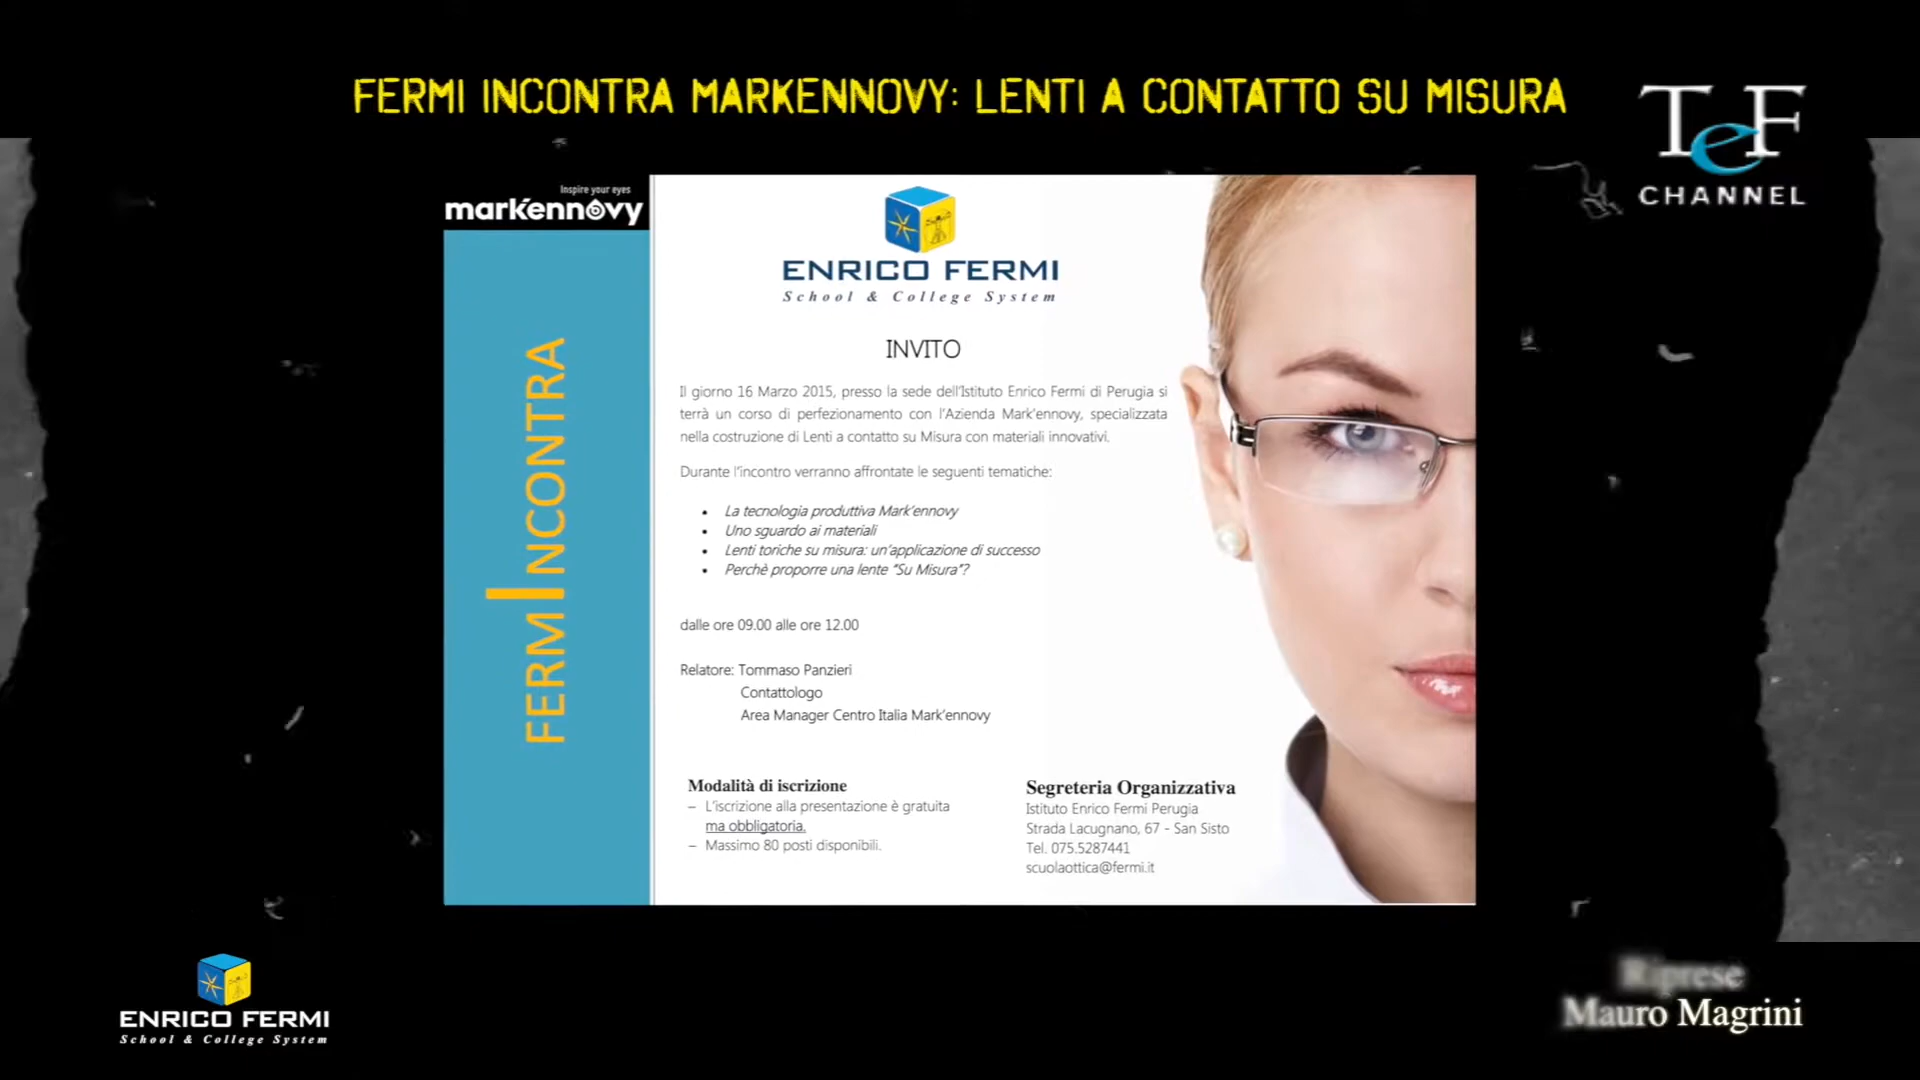 FERMI INCONTRA MARKENNOVY: LENTI A CONTATTO SU MISURA
TeF
CHANNEL
Inspire your eyes
mark'ennovy
FERMINCONTRA
ENRICO FERMI
School & College System
INVITO
Il giorno 16 Marzo 2015, presso la sede dell'Istituto Enrico Fermi di Perugia si
terrà un corso di perfezionamento con l'Azienda Mark'ennovy, specializzata
nella costruzione di Lenti a contatto su Misura con materiali innovativi.
Durante l'incontro verranno affrontate le seguenti tematiche:
• La tecnologia produttiva Mark'ennovy
• Uno sguardo ai materiali
• Lenti toriche su misura: un'applicazione di successo
• Perchè proporre una lente "Su Misura"?
dalle ore 09.00 alle ore 12.00
Relatore: Tommaso Panzieri
Contattologo
Area Manager Centro Italia Mark'ennovy
Modalità di iscrizione
– L'iscrizione alla presentazione è gratuita
ma obbligatoria.
– Massimo 80 posti disponibili.
Segreteria Organizzativa
Istituto Enrico Fermi Perugia
Strada Lacugnano, 67 - San Sisto
Tel. 075.5287441
scuolaottica@fermi.it
ENRICO FERMI
School & College System
Riprese
Mauro Magrini